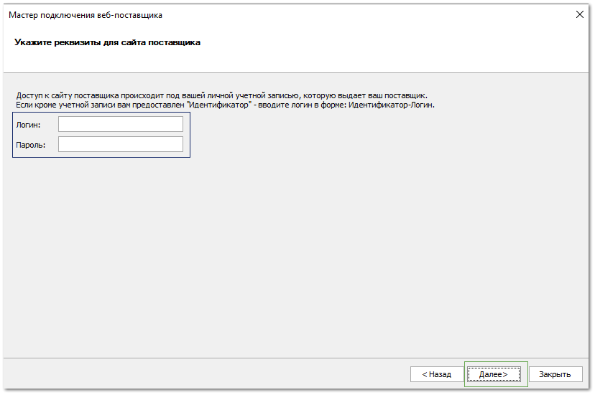 Мастер подключения веб-поставщика
Укажите реквизиты для сайта поставщика
Доступ к сайту поставщика происходит под вашей личной учетной записью, которую выдает ваш поставщик.
Если кроме учетной записи вам предоставлен "Идентификатор" - вводите логин в форме: Идентификатор-Логин.
Логин:
Пароль:
< Назад Далее> Закрыть